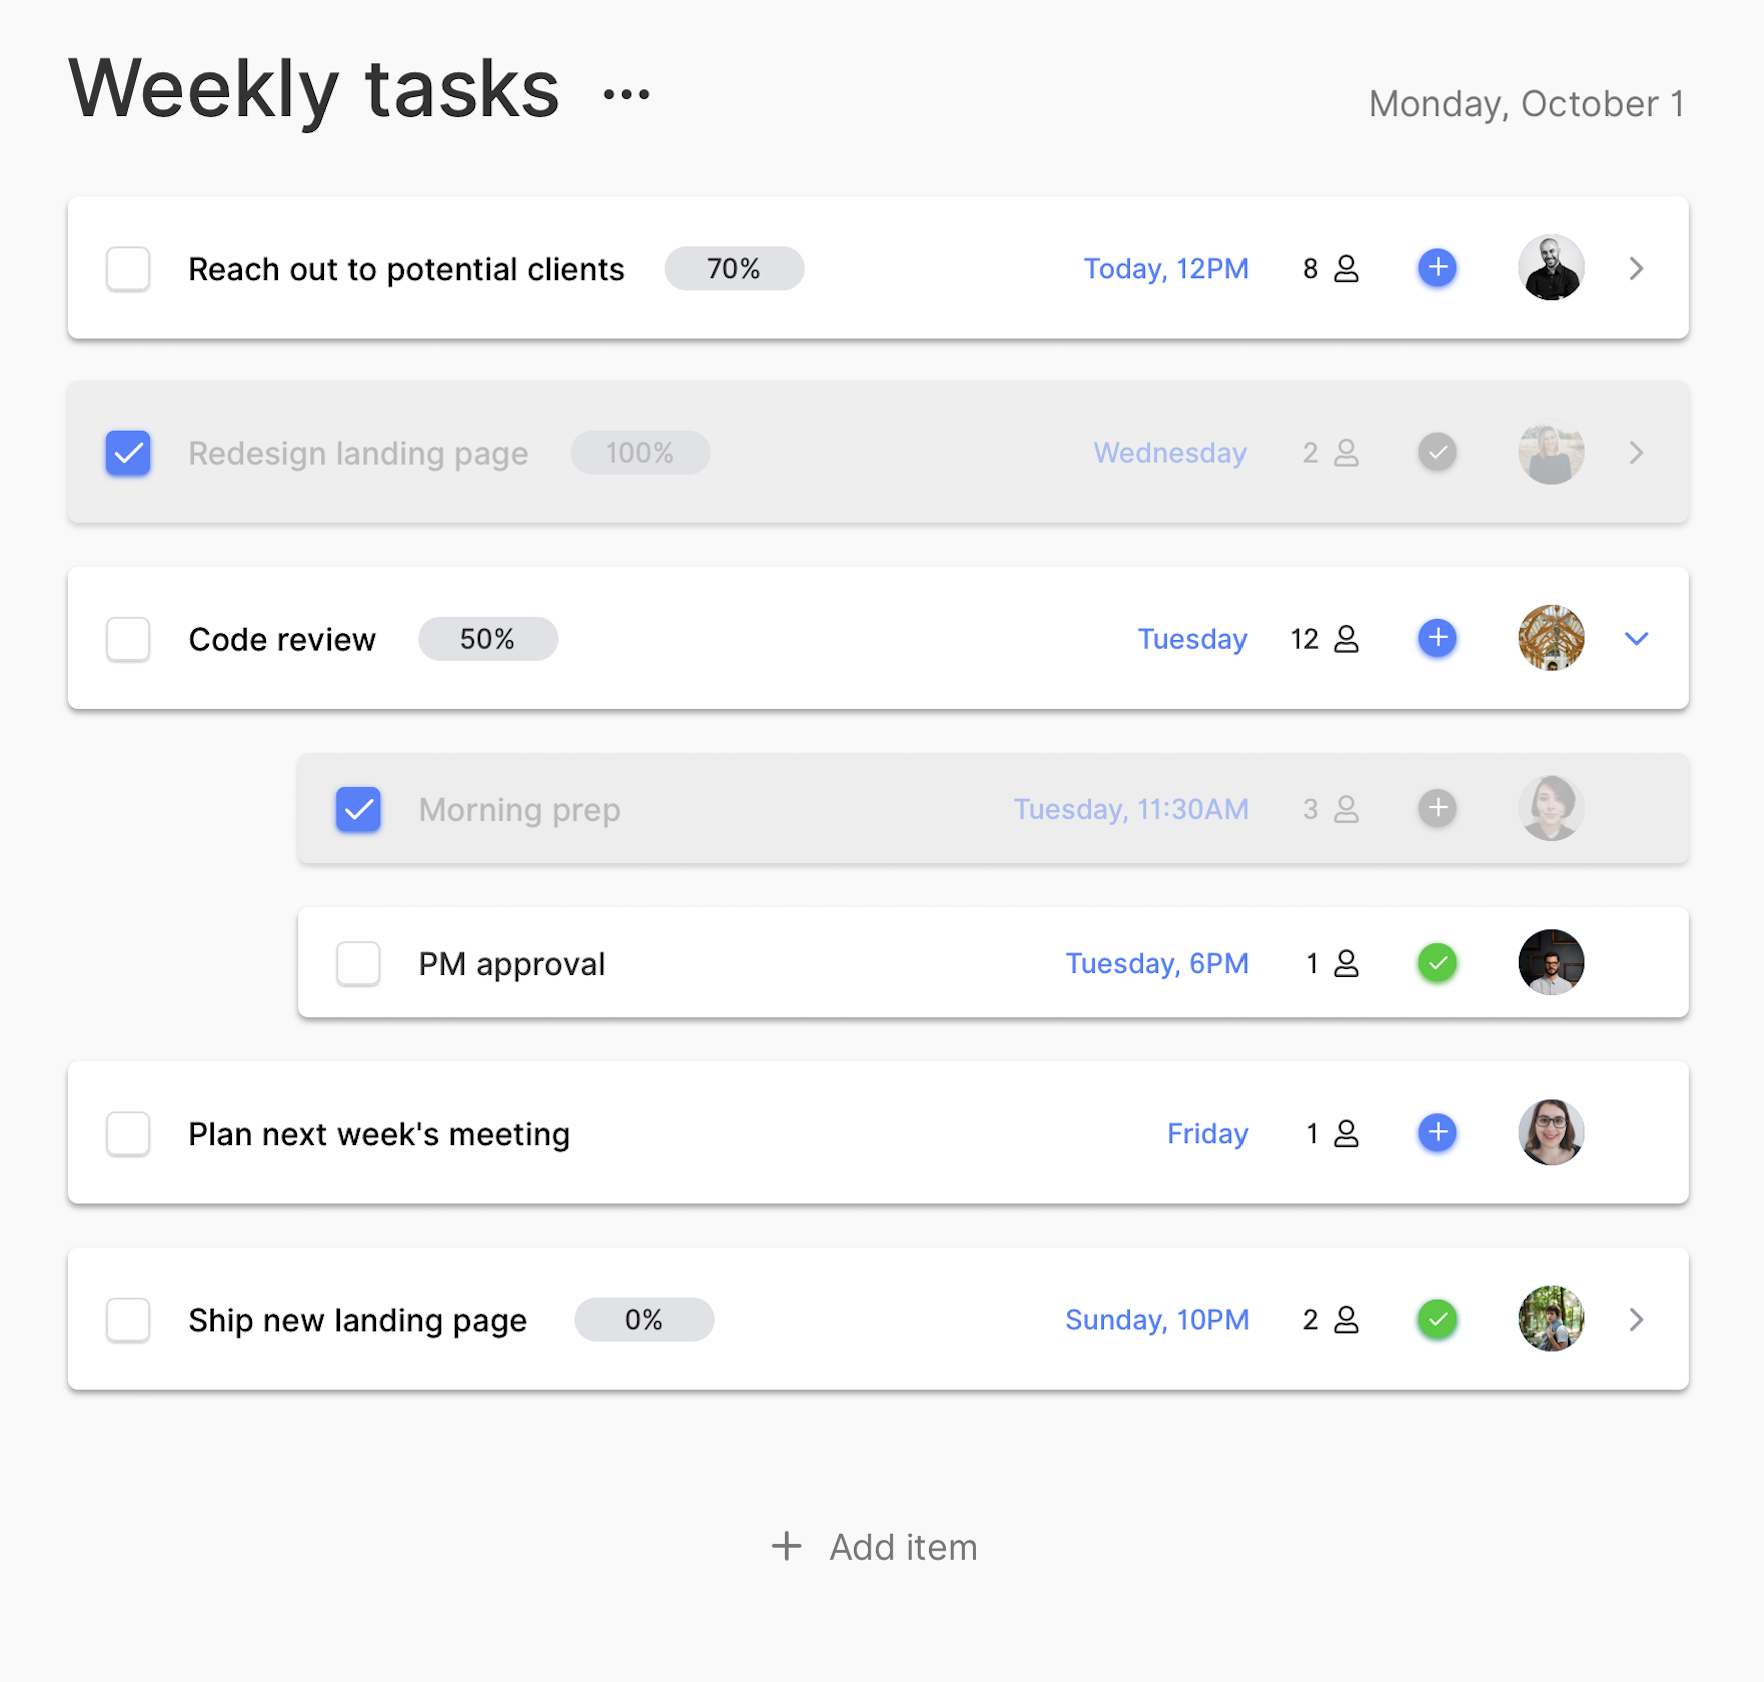 Weekly tasks ...
Monday, October 1
Reach out to potential clients 70% Today, 12PM 8
Redesign landing page 100% Wednesday 2
Code review 50% Tuesday 12
Morning prep Tuesday, 11:30AM 3
PM approval Tuesday, 6PM 1
Plan next week's meeting Friday 1
Ship new landing page 0% Sunday, 10PM 2
+ Add item